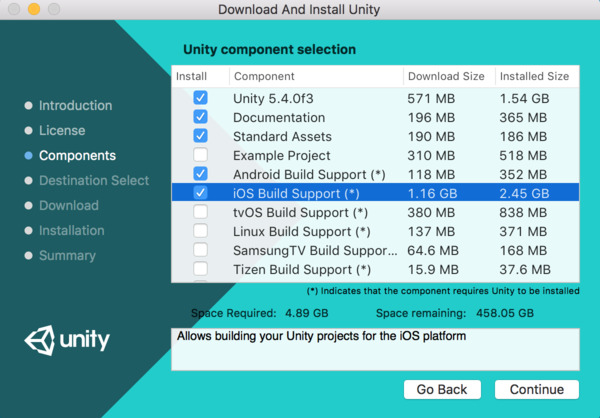 Download And Install Unity
Unity component selection
Install Component Download Size Installed Size
Unity 5.4.0f3 571 MB 1.54 GB
Documentation 196 MB 365 MB
Standard Assets 190 MB 186 MB
Example Project 310 MB 518 MB
Android Build Support (*) 118 MB 352 MB
iOS Build Support (*) 1.16 GB 2.45 GB
tvOS Build Support (*) 380 MB 838 MB
Linux Build Support (*) 137 MB 371 MB
SamsungTV Build Suppor... 64.6 MB 168 MB
Tizen Build Support (*) 15.9 MB 37.6 MB
(*) Indicates that the component requires Unity to be installed
Space Required: 4.89 GB Space remaining: 458.05 GB
Allows building your Unity projects for the iOS platform
Introduction
License
Components
Destination Select
Download
Installation
Summary
unity
Go Back Continue